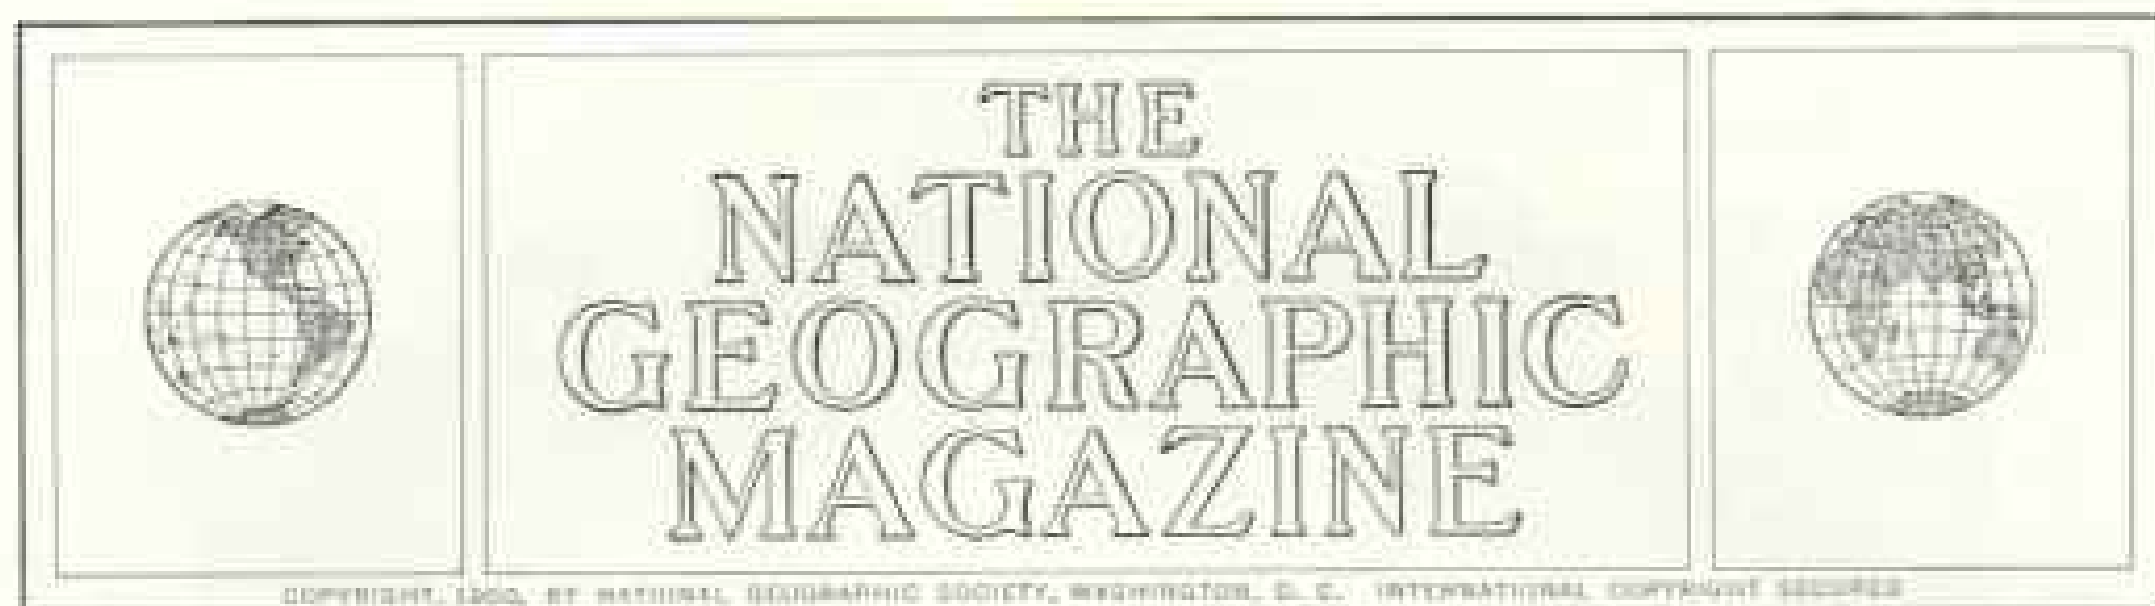 THE
NATIONAL
GEOGRAPHIC
MAGAZINE
COPYRIGHT, BY NATIONAL GEOGRAPHIC SOCIETY, WASHINGTON, D. C. INTERNATIONAL COPYRIGHT SECURED